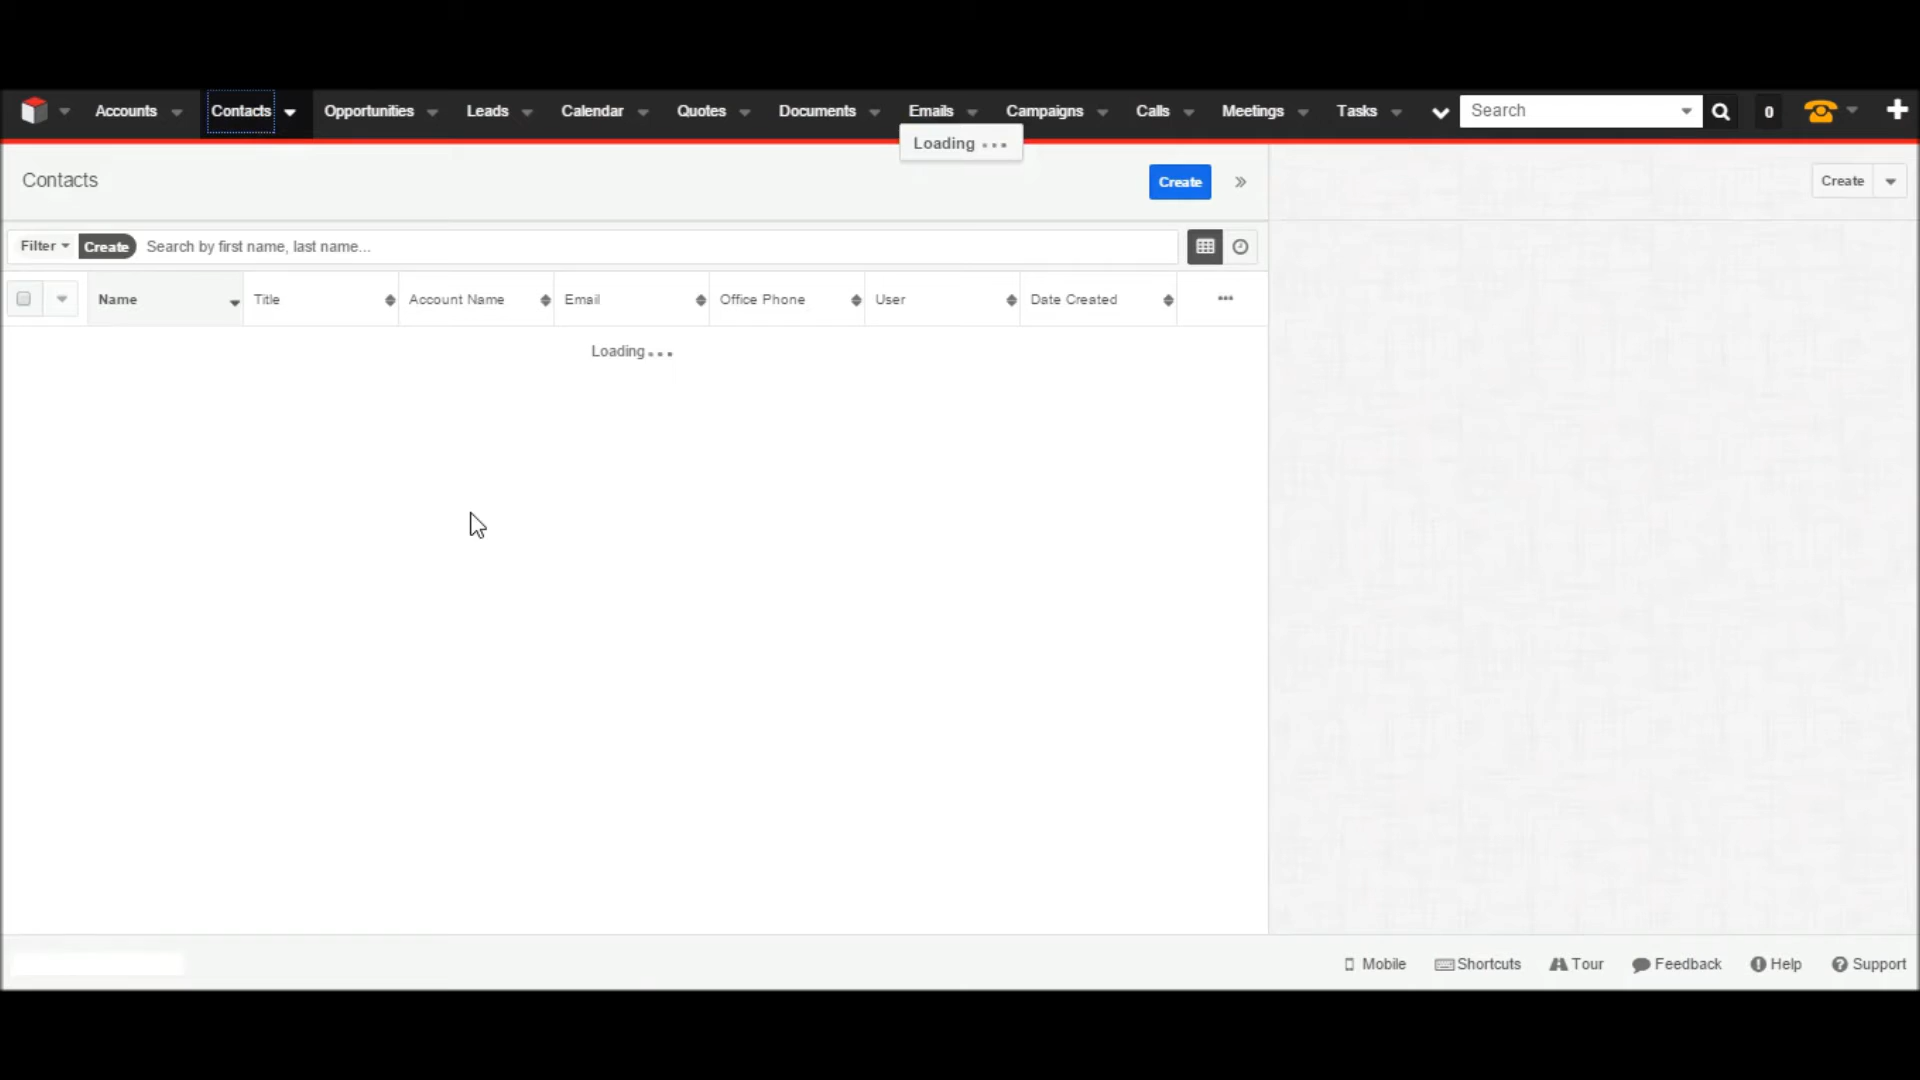 Accounts Contacts Opportunities Leads Calendar Quotes Documents Emails Campaigns Calls Meetings Tasks Search 0
Loading ...
Contacts Create » Create
Filter Create Search by first name, last name...
Name Title Account Name Email Office Phone User Date Created
Loading...
Mobile Shortcuts Tour Feedback Help Support